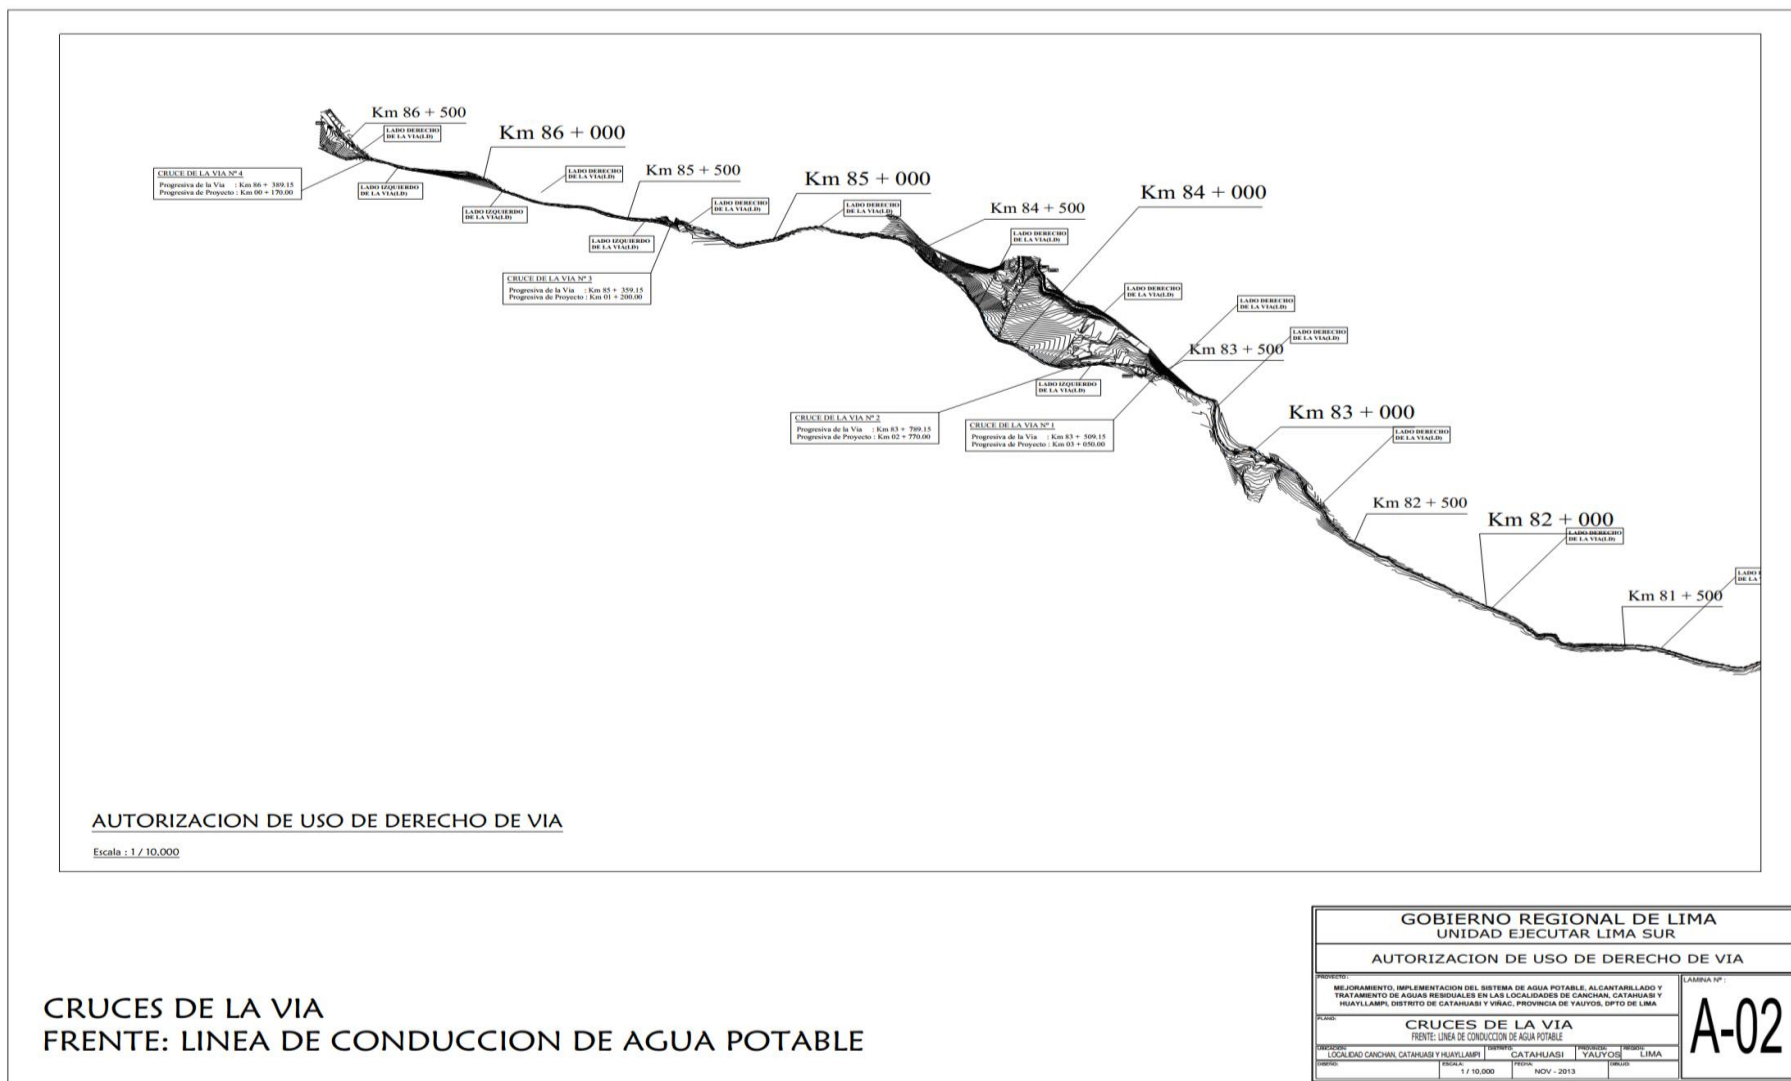 Km 86 + 500
LADO DERECHO
DE LA VIA(LD)
Km 86 + 000
CRUCE DE LA VIA Nº 4
Progresiva de la Via : Km 86 + 389.15
Progresiva de Proyecto : Km 00 + 170.00
LADO IZQUIERDO
DE LA VIA(LD)
LADO DERECHO
DE LA VIA(LD)
Km 85 + 500
LADO IZQUIERDO
DE LA VIA(LD)
LADO DERECHO
DE LA VIA(LD)
LADO IZQUIERDO
DE LA VIA(LD)
CRUCE DE LA VIA Nº 3
Progresiva de la Via : Km 85 + 359.15
Progresiva de Proyecto : Km 01 + 200.00
Km 85 + 000
LADO DERECHO
DE LA VIA(LD)
Km 84 + 500
Km 84 + 000
LADO DERECHO
DE LA VIA(LD)
LADO DERECHO
DE LA VIA(LD)
LADO DERECHO
DE LA VIA(LD)
LADO DERECHO
DE LA VIA(LD)
Km 83 + 500
LADO IZQUIERDO
DE LA VIA(LD)
CRUCE DE LA VIA Nº 2
Progresiva de la Via : Km 83 + 789.15
Progresiva de Proyecto : Km 02 + 770.00
CRUCE DE LA VIA Nº 1
Progresiva de la Via : Km 83 + 509.15
Progresiva de Proyecto : Km 03 + 050.00
Km 83 + 000
LADO DERECHO
DE LA VIA(LD)
Km 82 + 500
Km 82 + 000
LADO DERECHO
DE LA VIA(LD)
LADO
DE LA
Km 81 + 500
AUTORIZACION DE USO DE DERECHO DE VIA
Escala : 1 / 10,000
CRUCES DE LA VIA
FRENTE: LINEA DE CONDUCCION DE AGUA POTABLE
GOBIERNO REGIONAL DE LIMA
UNIDAD EJECUTAR LIMA SUR
AUTORIZACION DE USO DE DERECHO DE VIA
PROYECTO:
MEJORAMIENTO, IMPLEMENTACION DEL SISTEMA DE AGUA POTABLE, ALCANTARILLADO Y
TRATAMIENTO DE AGUAS RESIDUALES EN LAS LOCALIDADES DE CANCHAN, CATAHUASI Y
HUAYLLAMPI, DISTRITO DE CATAHUASI Y VIÑAC, PROVINCIA DE YAUYOS, DPTO DE LIMA
LAMINA Nº :
A-02
PLANO:
CRUCES DE LA VIA
FRENTE: LINEA DE CONDUCCION DE AGUA POTABLE
UBICACION: LOCALIDAD CANCHAN, CATAHUASI Y HUAYLLAMPI DISTRITO: CATAHUASI PROVINCIA: YAUYOS REGION: LIMA
DISEÑO: ESCALA: 1 / 10,000 FECHA: NOV - 2013 DIBUJO: